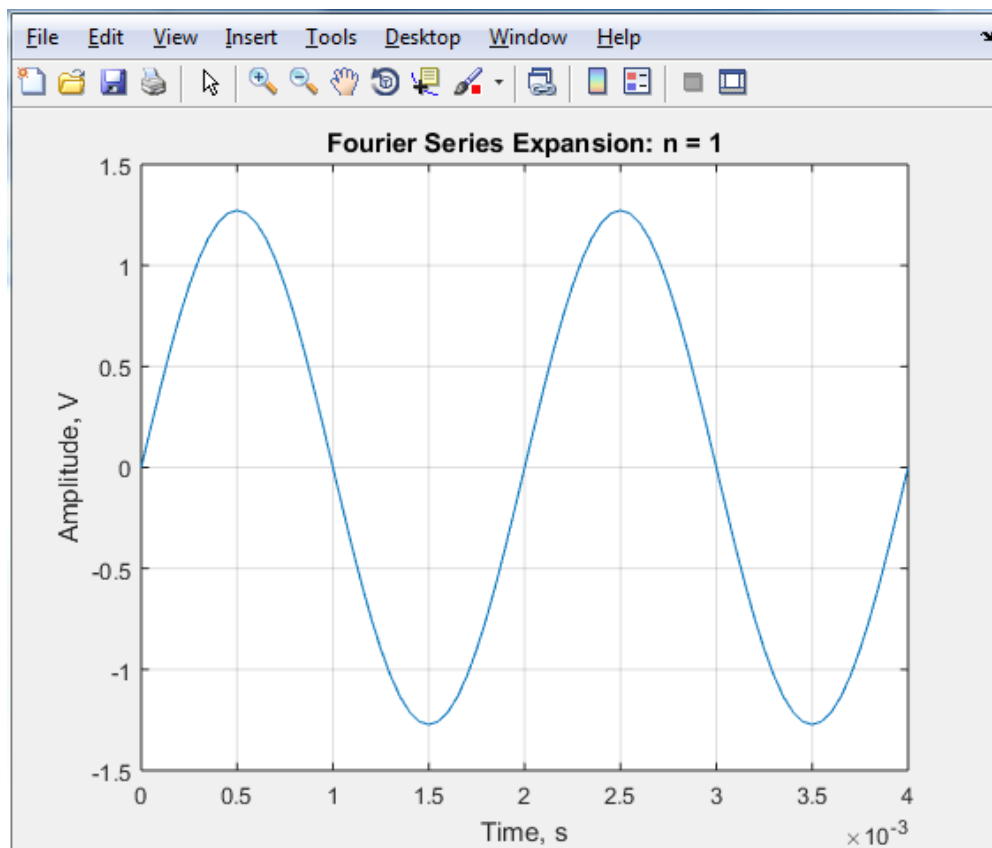 File Edit View Insert Tools Desktop Window Help
Fourier Series Expansion: n = 1
1.5
1
0.5
0
-0.5
-1
-1.5
Amplitude, V
0 0.5 1 1.5 2 2.5 3 3.5 4
Time, s
×10-3